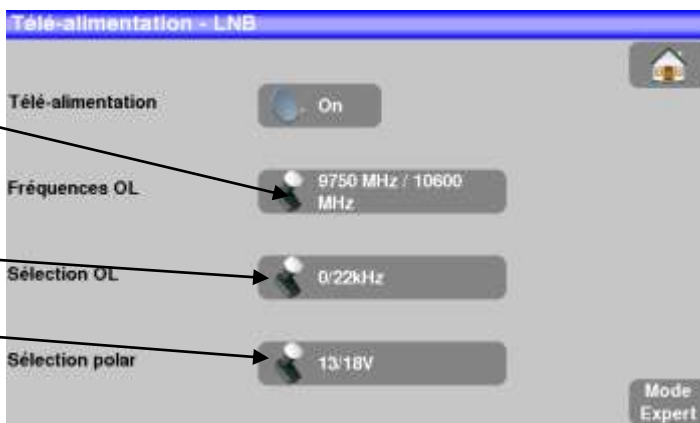 Télé-alimentation - LNB
Télé-alimentation
On
Fréquences OL
9750 MHz / 10600
MHz
Sélection OL
0/22kHz
Sélection polar
13/18V
Mode
Expert